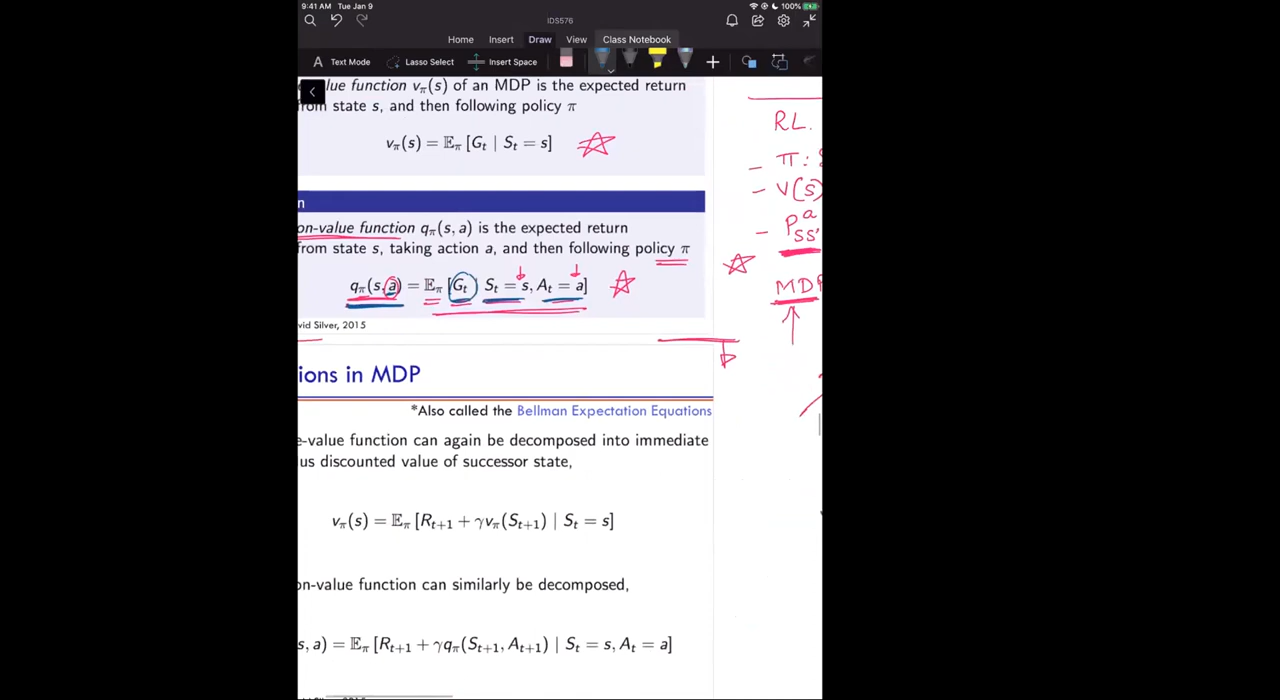 9:41 AM Tue Jan 9
100%
IDS576
Home Insert Draw View Class Notebook
Text Mode Lasso Select Insert Space
lue function vπ(s) of an MDP is the expected return
from state s, and then following policy π
vπ(s) = 𝔼π [Gt | St = s]
n
on-value function qπ(s, a) is the expected return
from state s, taking action a, and then following policy π
qπ(s, a) = 𝔼π [Gt St = s, At = a]
vid Silver, 2015
ions in MDP
*Also called the Bellman Expectation Equations
e-value function can again be decomposed into immediate
us discounted value of successor state,
vπ(s) = 𝔼π [Rt+1 + γvπ(St+1) | St = s]
on-value function can similarly be decomposed,
s, a) = 𝔼π [Rt+1 + γqπ(St+1, At+1) | St = s, At = a]
RL.
- π:
- V(s)
- P^a_ss'
MDP